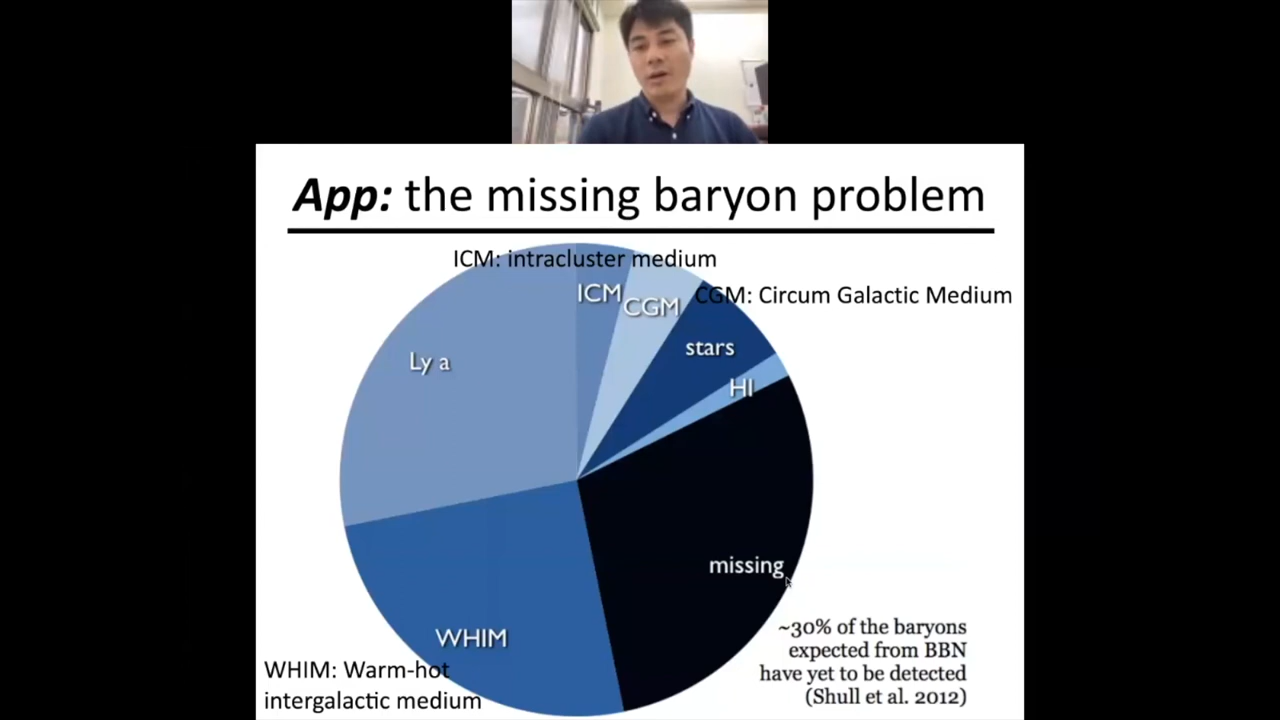 App: the missing baryon problem
ICM: intracluster medium
ICM
CGM
CGM: Circum Galactic Medium
stars
Ly a
HI
missing
WHIM
~30% of the baryons
expected from BBN
have yet to be detected
(Shull et al. 2012)
WHIM: Warm-hot
intergalactic medium